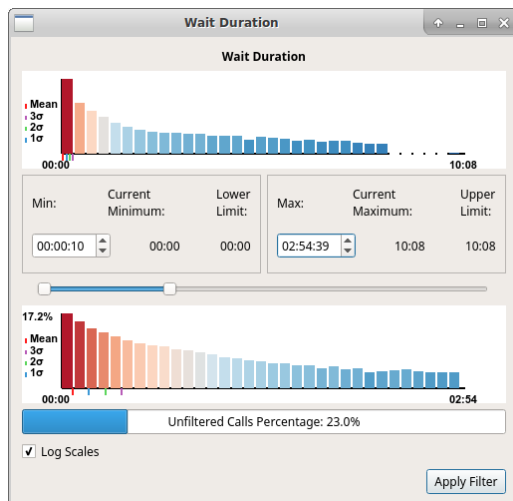 Wait Duration
Wait Duration
Mean
3σ
2σ
1σ
00:00 10:08
Min: Current Minimum: Lower Limit:
00:00:10 00:00 00:00
Max: Current Maximum: Upper Limit:
02:54:39 10:08 10:08
17.2%
Mean
3σ
2σ
1σ
00:00 02:54
Unfiltered Calls Percentage: 23.0%
Log Scales
Apply Filter